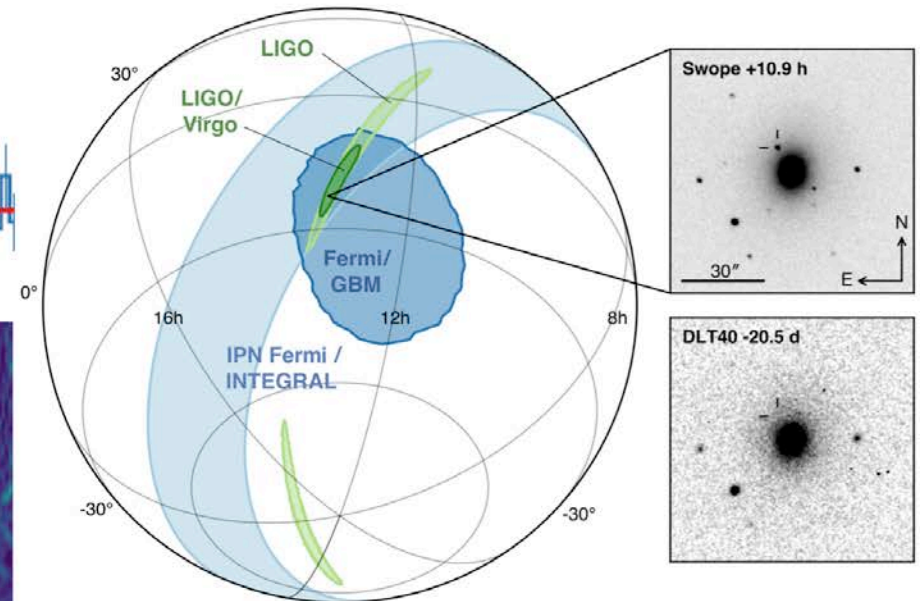 LIGO
30°
LIGO/
Virgo
Swope +10.9 h
N
Fermi/
GBM
30″
E
0°
16h
12h
8h
IPN Fermi /
INTEGRAL
DLT40 -20.5 d
-30°
-30°